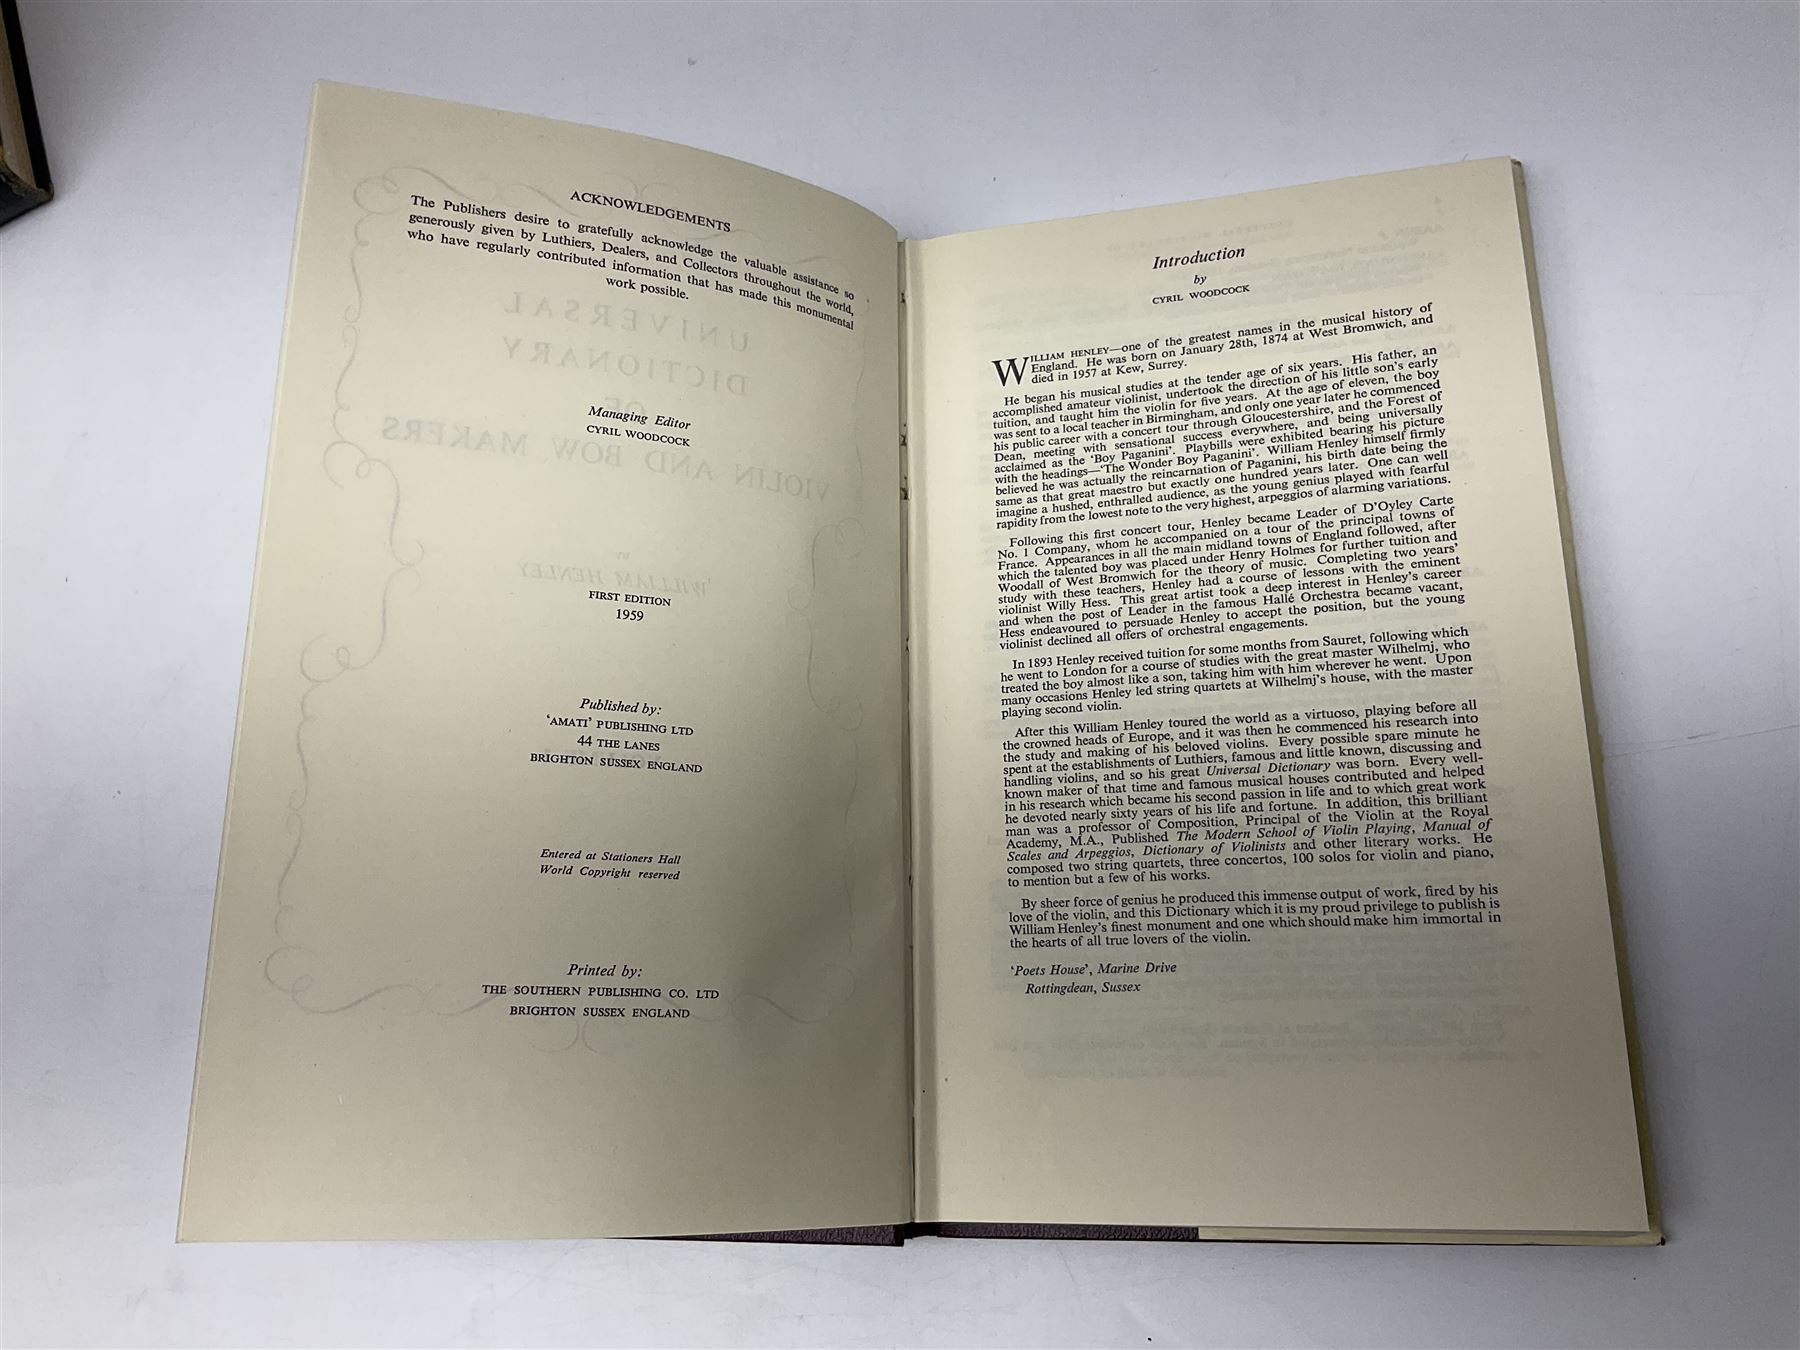 ACKNOWLEDGEMENTS
The Publishers desire to gratefully acknowledge the valuable assistance so
generously given by Luthiers, Dealers, and Collectors throughout the world,
who have regularly contributed information that has made this monumental
work possible.
UNIVERSAL
DICTIONARY
OF
VIOLIN AND BOW MAKERS
BY
WILLIAM HENLEY
Managing Editor
CYRIL WOODCOCK
FIRST EDITION
1959
Published by:
‘AMATI’ PUBLISHING LTD
44 THE LANES
BRIGHTON SUSSEX ENGLAND
Entered at Stationers Hall
World Copyright reserved
Printed by:
THE SOUTHERN PUBLISHING CO. LTD
BRIGHTON SUSSEX ENGLAND
Introduction
by
CYRIL WOODCOCK
WILLIAM HENLEY—one of the greatest names in the musical history of
England. He was born on January 28th, 1874 at West Bromwich, and
died in 1957 at Kew, Surrey.
He began his musical studies at the tender age of six years. His father, an
accomplished amateur violinist, undertook the direction of his little son's early
tuition, and taught him the violin for five years. At the age of eleven, the boy
was sent to a local teacher in Birmingham, and only one year later he commenced
his public career with a concert tour through Gloucestershire, and the Forest of
Dean, meeting with sensational success everywhere, and being universally
acclaimed as the ‘Boy Paganini’. Playbills were exhibited bearing his picture
with the headings—‘The Wonder Boy Paganini’. William Henley himself firmly
believed he was actually the reincarnation of Paganini, his birth date being the
same as that great maestro but exactly one hundred years later. One can well
imagine a hushed, enthralled audience, as the young genius played with fearful
rapidity from the lowest note to the very highest, arpeggios of alarming variations.
Following this first concert tour, Henley became Leader of D'Oyley Carte
No. 1 Company, whom he accompanied on a tour of the principal towns of
France. Appearances in all the main midland towns of England followed, after
which the talented boy was placed under Henry Holmes for further tuition and
Woodall of West Bromwich for the theory of music. Completing two years'
study with these teachers, Henley had a course of lessons with the eminent
violinist Willy Hess. This great artist took a deep interest in Henley's career
and when the post of Leader in the famous Hallé Orchestra became vacant,
Hess endeavoured to persuade Henley to accept the position, but the young
violinist declined all offers of orchestral engagements.
In 1893 Henley received tuition for some months from Sauret, following which
he went to London for a course of studies with the great master Wilhelmj, who
treated the boy almost like a son, taking him with him wherever he went. Upon
many occasions Henley led string quartets at Wilhelmj's house, with the master
playing second violin.
After this William Henley toured the world as a virtuoso, playing before all
the crowned heads of Europe, and it was then he commenced his research into
the study and making of his beloved violins. Every possible spare minute he
spent at the establishments of Luthiers, famous and little known, discussing and
handling violins, and so his great Universal Dictionary was born. Every well-
known maker of that time and famous musical houses contributed and helped
in his research which became his second passion in life and to which great work
he devoted nearly sixty years of his life and fortune. In addition, this brilliant
man was a professor of Composition, Principal of the Violin at the Royal
Academy, M.A., Published The Modern School of Violin Playing, Manual of
Scales and Arpeggios, Dictionary of Violinists and other literary works. He
composed two string quartets, three concertos, 100 solos for violin and piano,
to mention but a few of his works.
By sheer force of genius he produced this immense output of work, fired by his
love of the violin, and this Dictionary which it is my proud privilege to publish is
William Henley's finest monument and one which should make him immortal in
the hearts of all true lovers of the violin.
‘Poets House’, Marine Drive
Rottingdean, Sussex